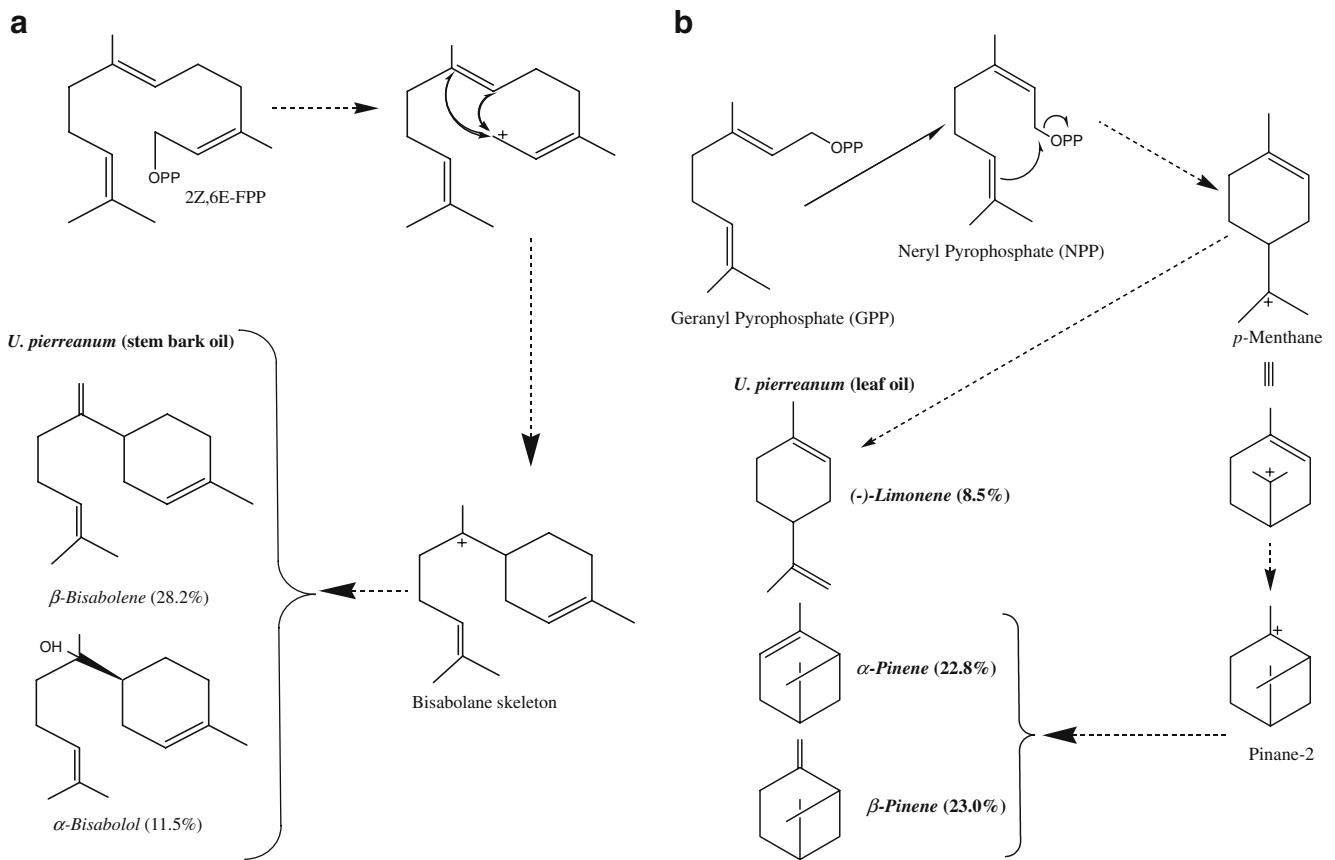 a
OPP
2Z,6E-FPP
+
U. pierreanum (stem bark oil)
β-Bisabolene (28.2%)
OH
α-Bisabolol (11.5%)
+
Bisabolane skeleton
b
OPP
Geranyl Pyrophosphate (GPP)
OPP
Neryl Pyrophosphate (NPP)
+
p-Menthane
+
+
Pinane-2
U. pierreanum (leaf oil)
(-)-Limonene (8.5%)
α-Pinene (22.8%)
β-Pinene (23.0%)